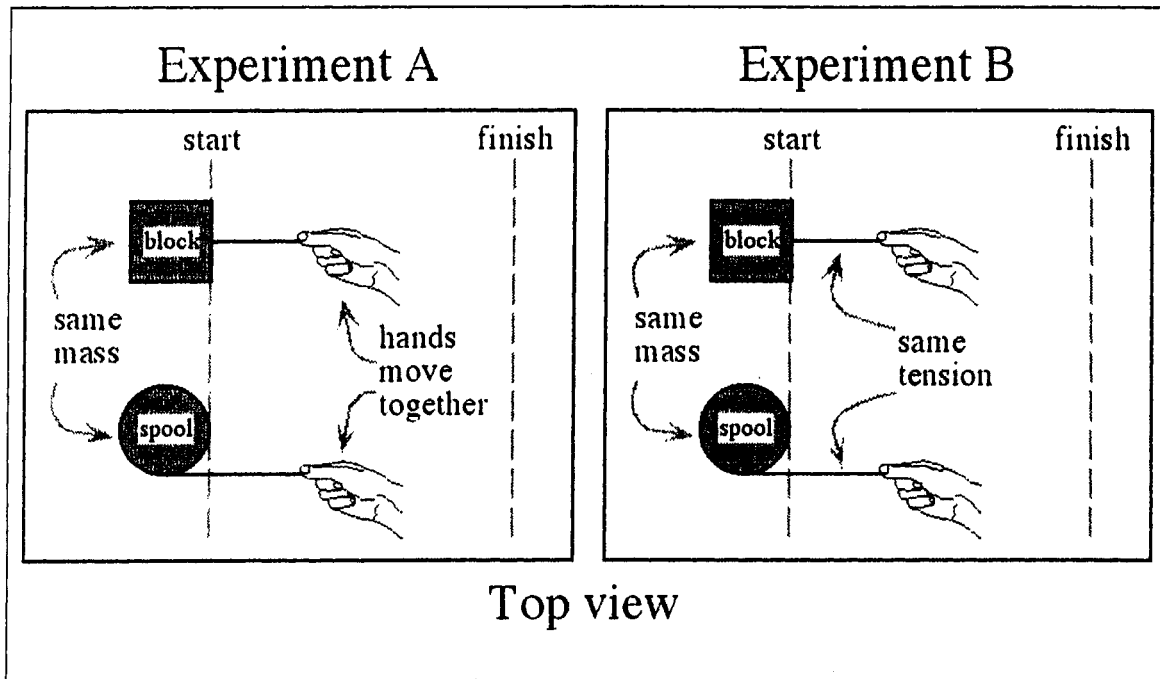 Experiment A
start
finish
block
same
mass
hands
move
together
spool
Experiment B
start
finish
block
same
mass
same
tension
spool
Top view